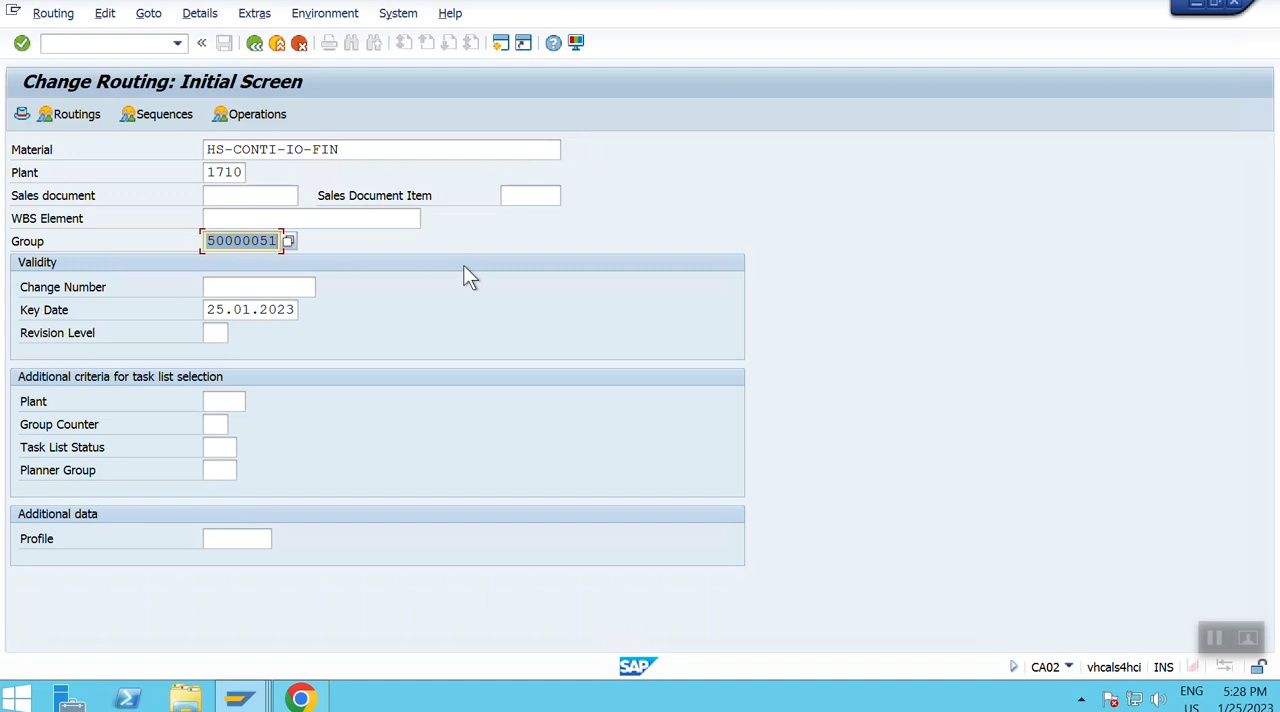 Routing Edit Goto Details Extras Environment System Help
Change Routing: Initial Screen
Routings Sequences Operations
Material HS-CONTI-IO-FIN
Plant 1710
Sales document Sales Document Item
WBS Element
Group 50000051
Validity
Change Number
Key Date 25.01.2023
Revision Level
Additional criteria for task list selection
Plant
Group Counter
Task List Status
Planner Group
Additional data
Profile
SAP CA02 vhcals4hci INS
ENG 5:28 PM
US 1/25/2023